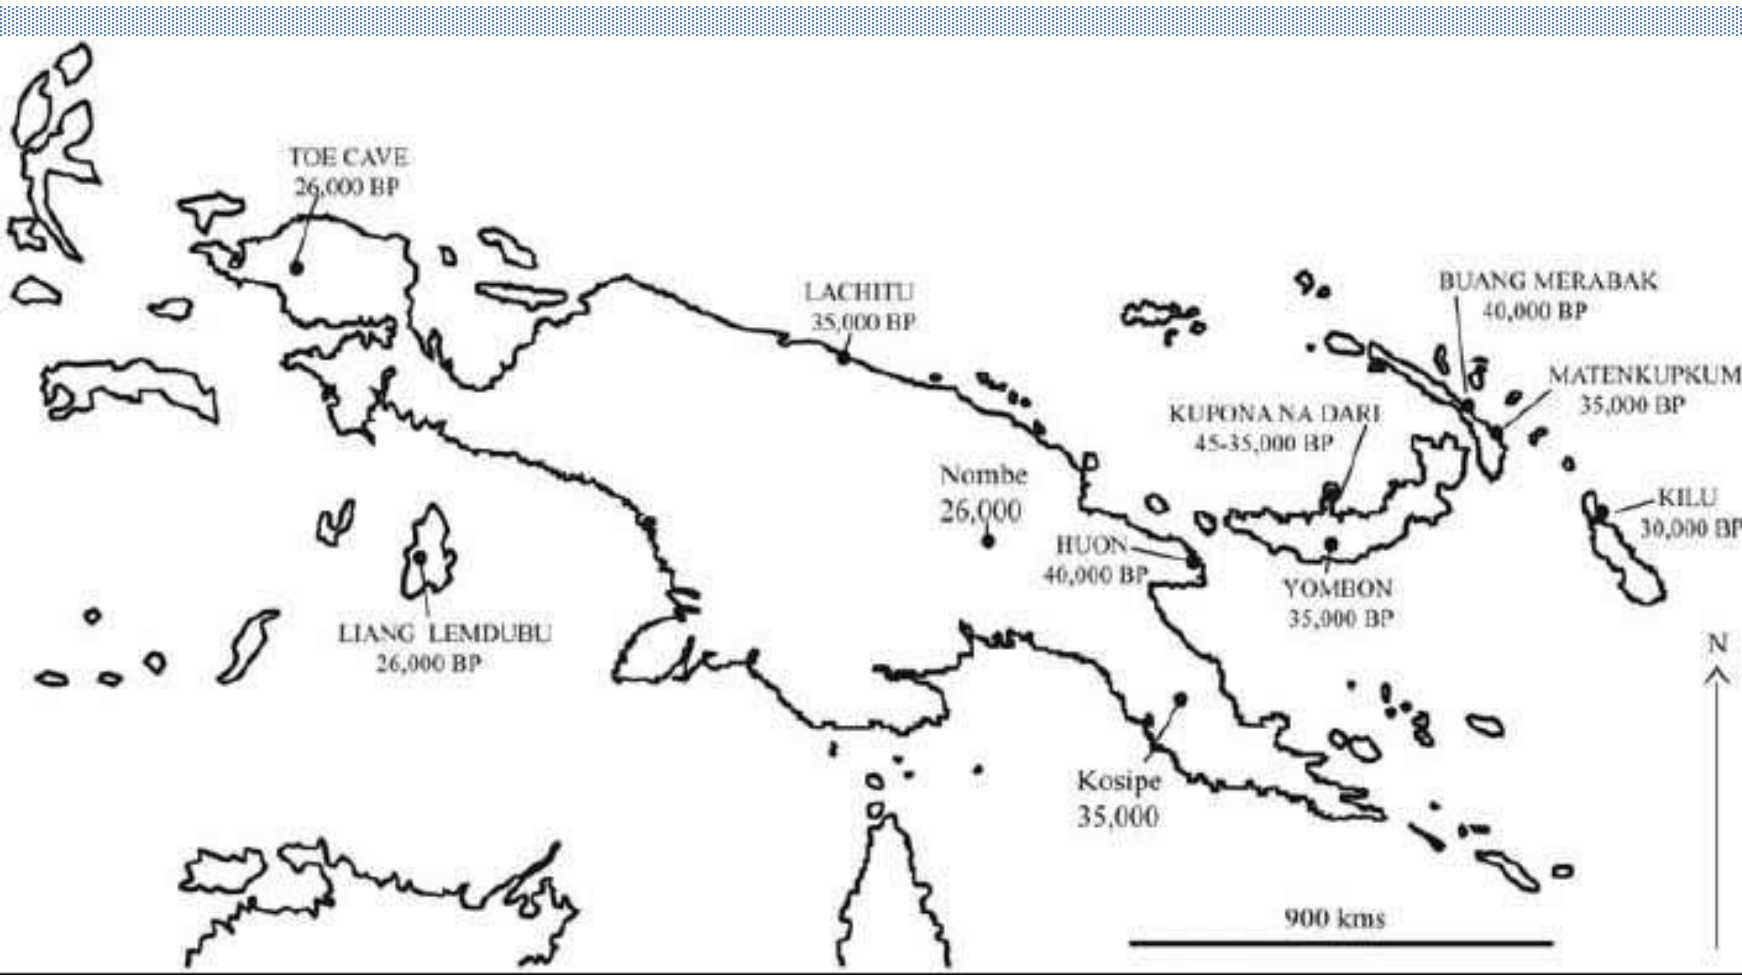 TOE CAVE
26,000 BP
LACHITU
35,000 BP
BUANG MERABAK
40,000 BP
MATENKUPKUM
35,000 BP
KUPONA NA DARI
45-35,000 BP
Nombe
26,000
KILU
30,000 BP
HUON
40,000 BP
YOMBON
35,000 BP
LIANG LEMDUBU
26,000 BP
N
Kosipe
35,000
900 kms